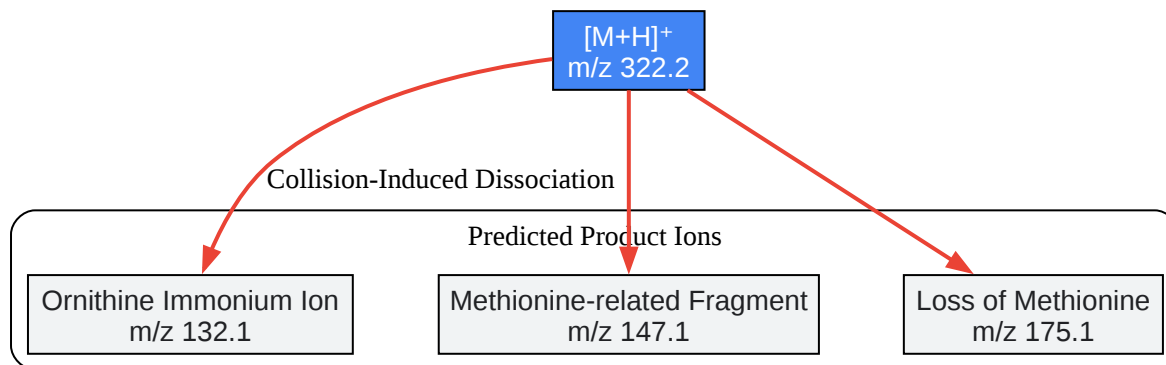 [M+H]⁺
m/z 322.2
Collision-Induced Dissociation
Predicted Product Ions
Ornithine Immonium Ion
m/z 132.1
Methionine-related Fragment
m/z 147.1
Loss of Methionine
m/z 175.1